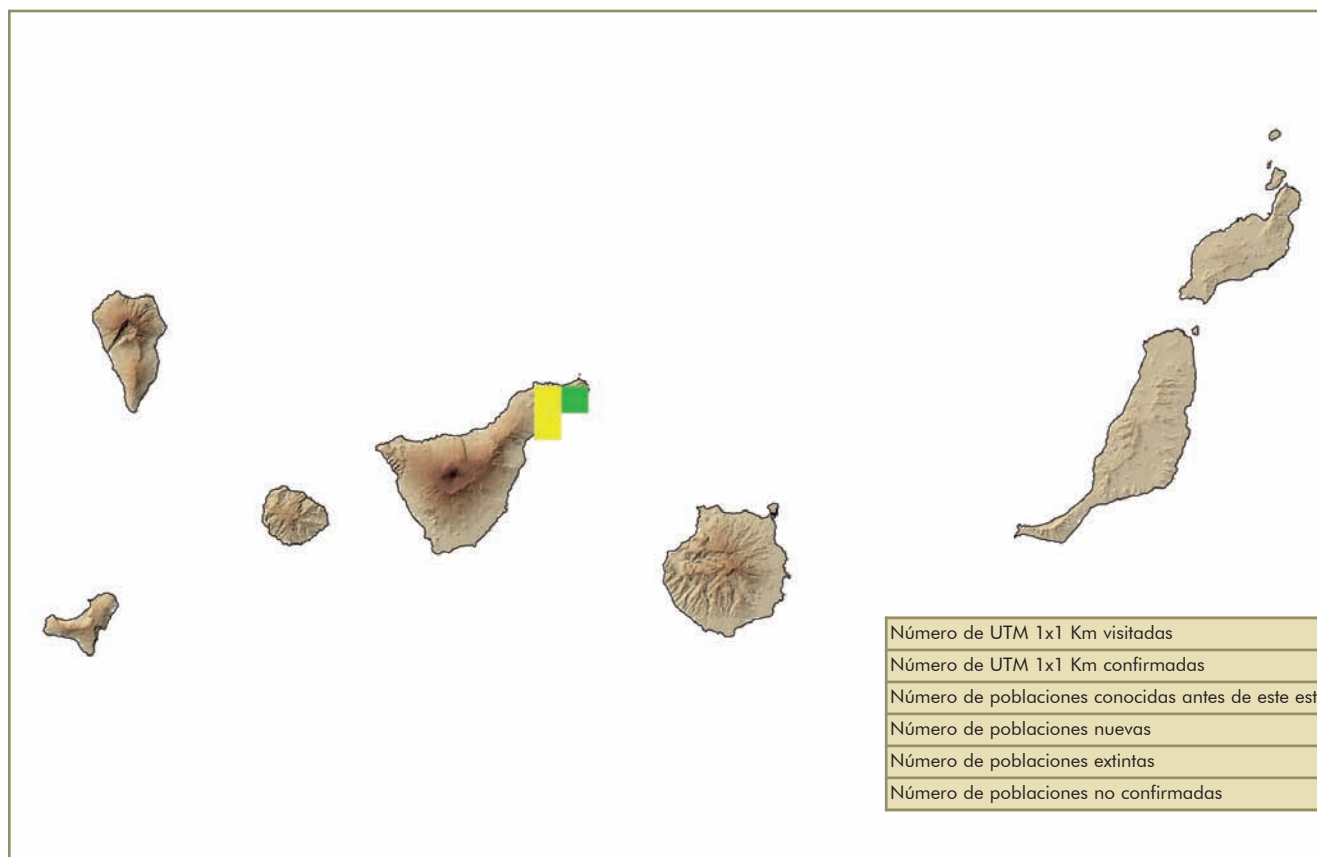 Número de UTM 1x1 Km visitadas
Número de UTM 1x1 Km confirmadas
Número de poblaciones conocidas antes de este est
Número de poblaciones nuevas
Número de poblaciones extintas
Número de poblaciones no confirmadas